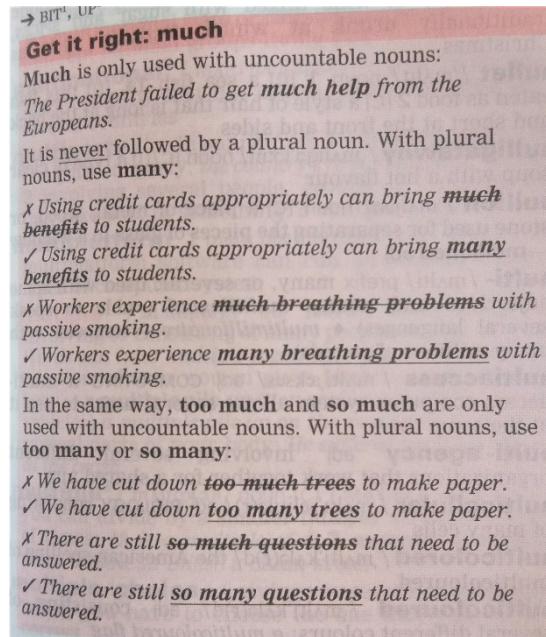 → BIT¹, UP
Get it right: much
Much is only used with uncountable nouns:
The President failed to get much help from the
Europeans.
It is never followed by a plural noun. With plural
nouns, use many:
✗ Using credit cards appropriately can bring much
benefits to students.
✓ Using credit cards appropriately can bring many
benefits to students.
✗ Workers experience much breathing problems with
passive smoking.
✓ Workers experience many breathing problems with
passive smoking.
In the same way, too much and so much are only
used with uncountable nouns. With plural nouns, use
too many or so many:
✗ We have cut down too much trees to make paper.
✓ We have cut down too many trees to make paper.
✗ There are still so much questions that need to be
answered.
✓ There are still so many questions that need to be
answered.